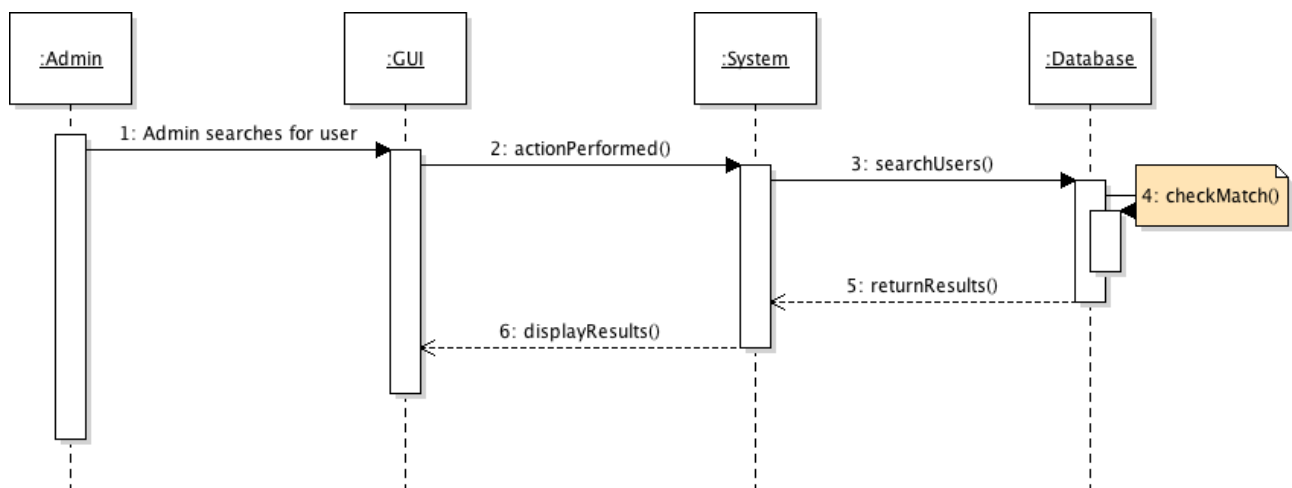 :Admin
:GUI
:System
:Database
1: Admin searches for user
2: actionPerformed()
3: searchUsers()
4: checkMatch()
5: returnResults()
6: displayResults()